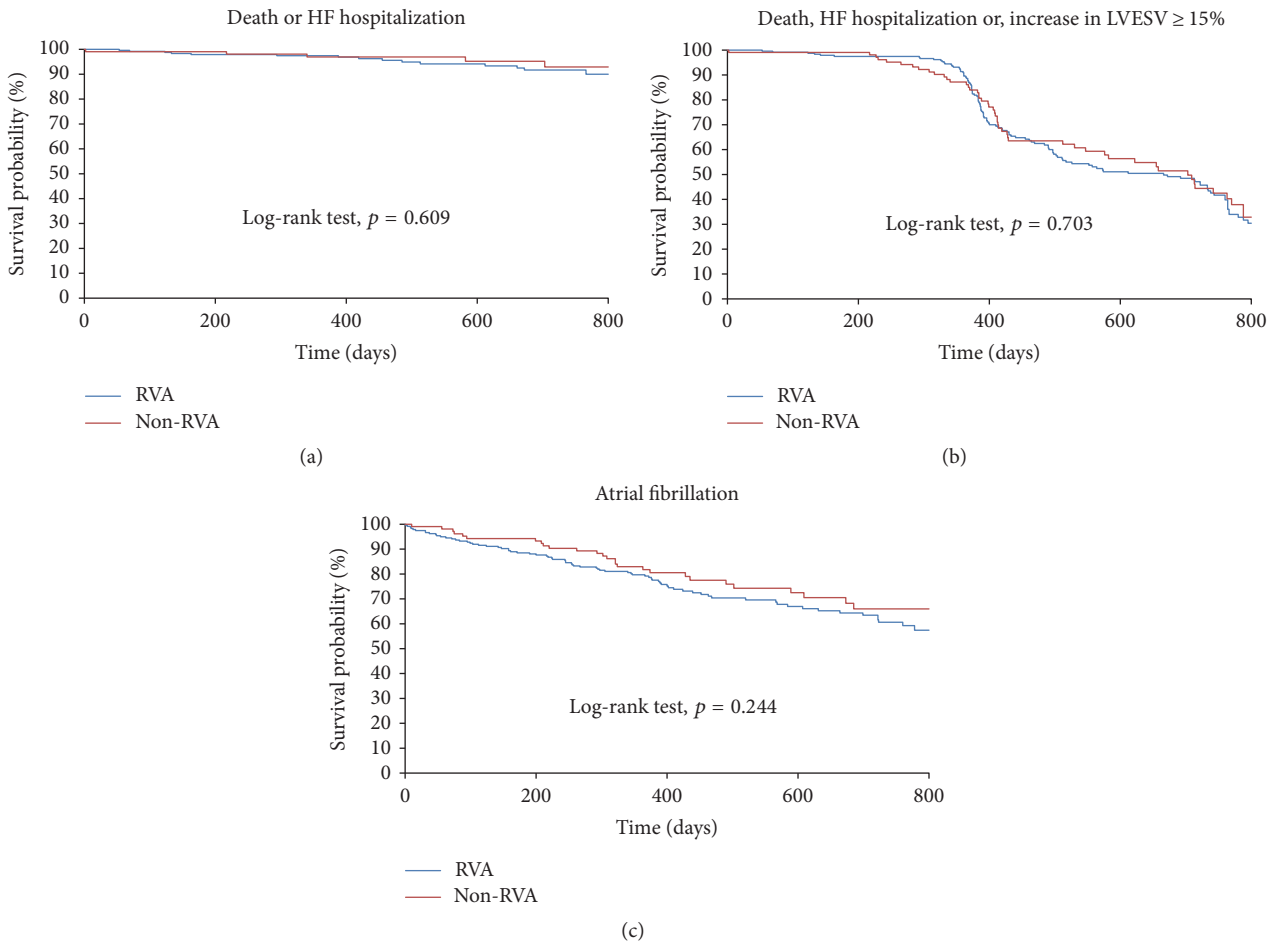 Death or HF hospitalization
Survival probability (%)
100
90
80
70
60
50
40
30
20
10
0
Log-rank test, p = 0.609
0 200 400 600 800
Time (days)
RVA
Non-RVA
(a)
Death, HF hospitalization or, increase in LVESV ≥ 15%
Survival probability (%)
100
90
80
70
60
50
40
30
20
10
0
Log-rank test, p = 0.703
0 200 400 600 800
Time (days)
RVA
Non-RVA
(b)
Atrial fibrillation
Survival probability (%)
100
90
80
70
60
50
40
30
20
10
0
Log-rank test, p = 0.244
0 200 400 600 800
Time (days)
RVA
Non-RVA
(c)